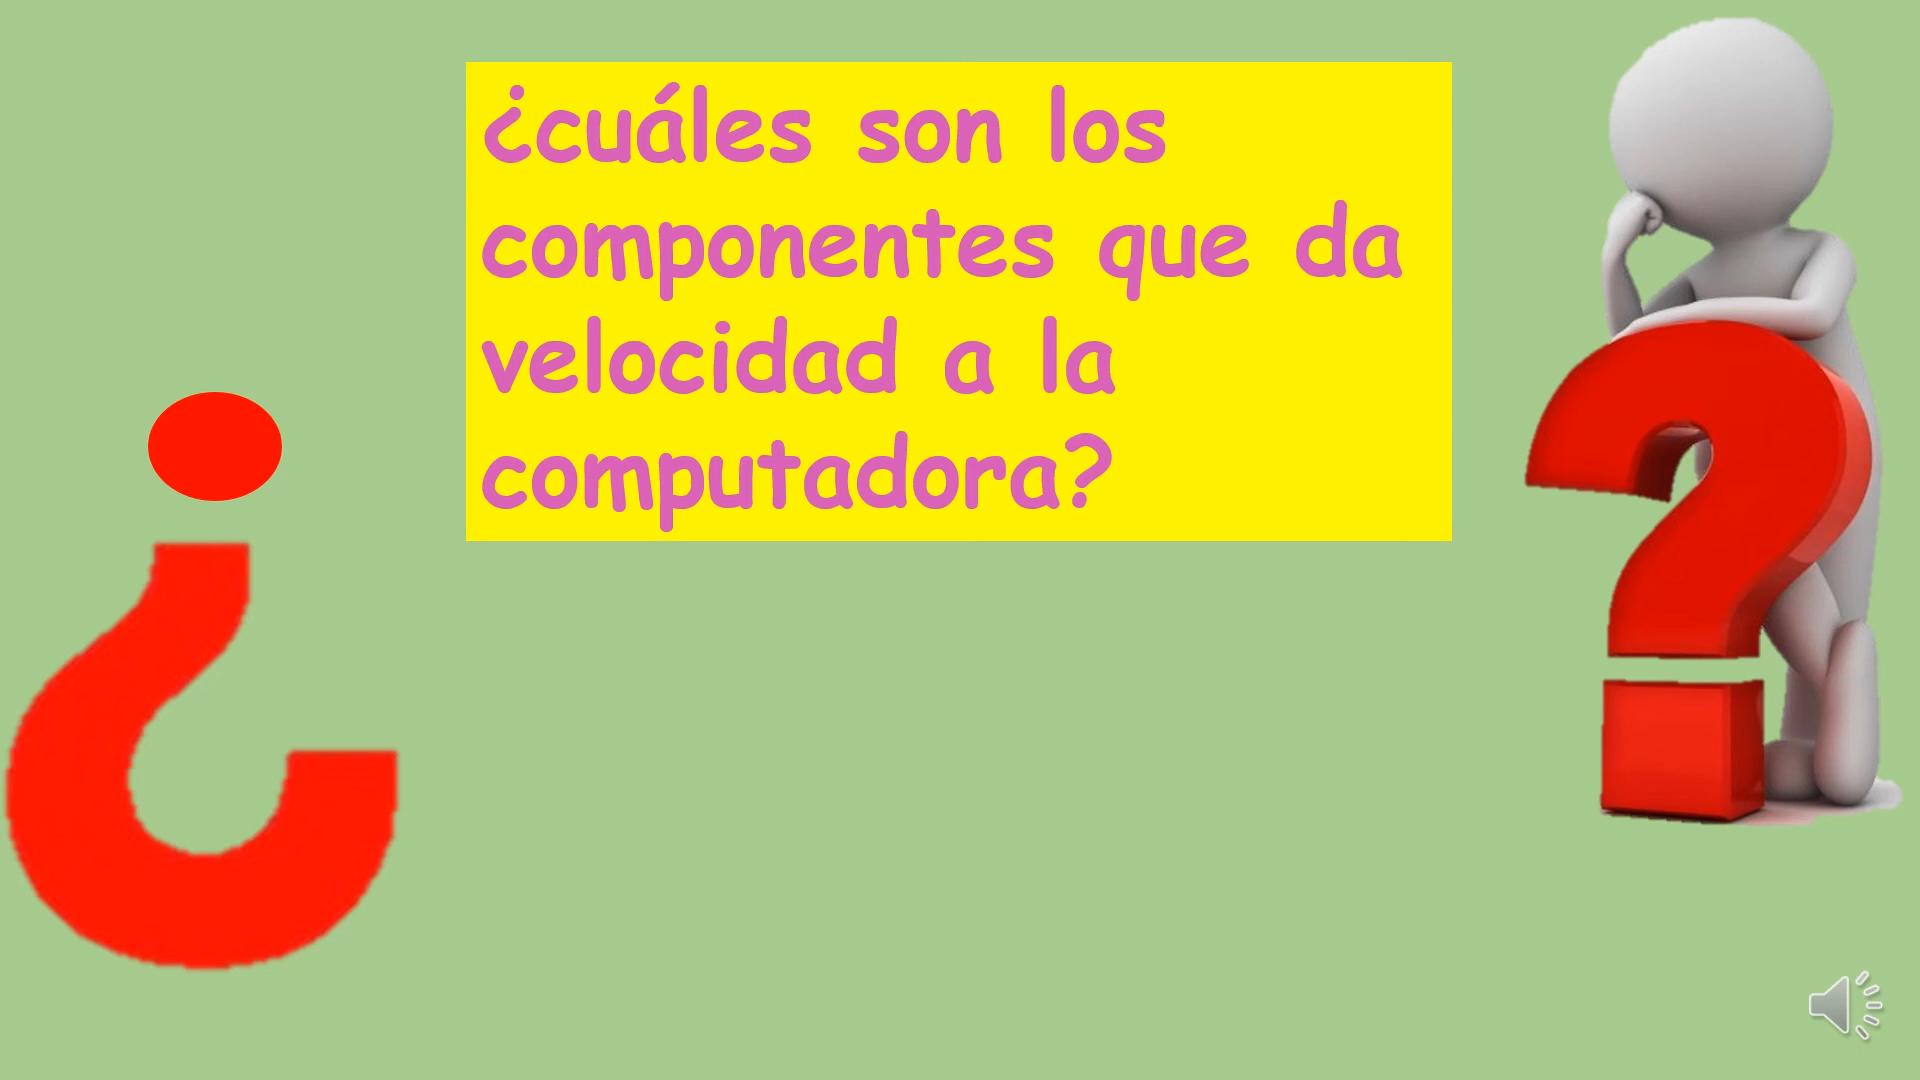 ¿cuáles son los
componentes que da
velocidad a la
computadora?